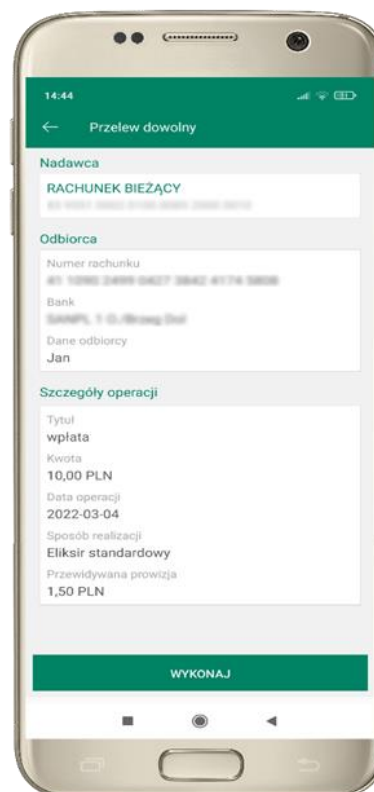 14:44
Przelew dowolny
Nadawca
RACHUNEK BIEŻĄCY
Odbiorca
Numer rachunku
Bank
Dane odbiorcy
Jan
Szczegóły operacji
Tytuł
wpłata
Kwota
10,00 PLN
Data operacji
2022-03-04
Sposób realizacji
Eliksir standardowy
Przewidywana prowizja
1,50 PLN
WYKONAJ